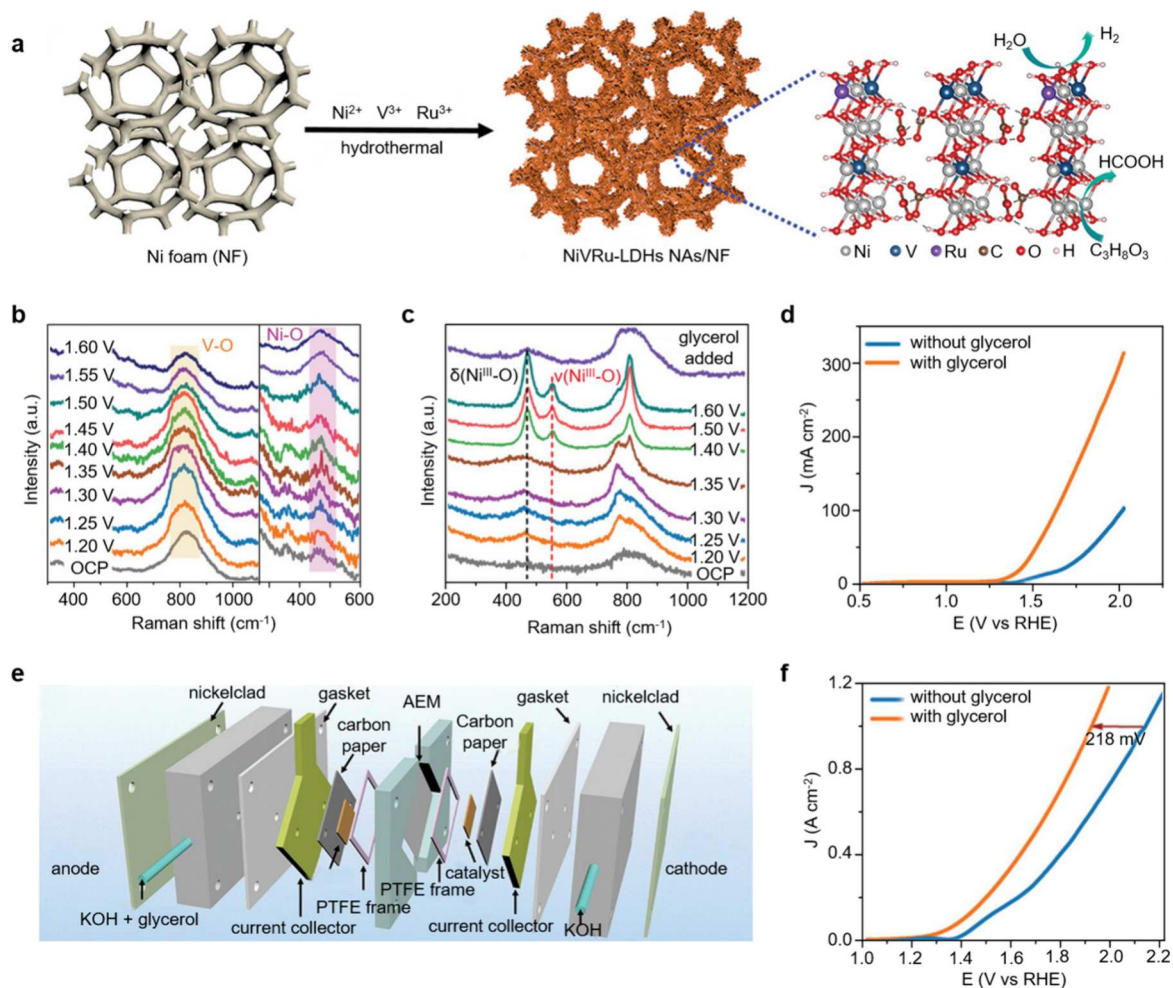 a
Ni foam (NF)
Ni²⁺ V³⁺ Ru³⁺
hydrothermal
NiVRu-LDHs NAs/NF
H₂O
H₂
HCOOH
C₃H₈O₃
Ni V Ru C O H
b
Intensity (a.u.)
V-O
Ni-O
1.60 V
1.55 V
1.50 V
1.45 V
1.40 V
1.35 V
1.30 V
1.25 V
1.20 V
OCP
400 600 800 1000 400 600
Raman shift (cm⁻¹)
c
Intensity (a.u.)
glycerol
added
δ(Niᴵᴵᴵ-O)
ν(Niᴵᴵᴵ-O)
1.60 V
1.50 V
1.40 V
1.35 V
1.30 V
1.25 V
1.20 V
OCP
200 400 600 800 1000 1200
Raman shift (cm⁻¹)
d
without glycerol
with glycerol
J (mA cm⁻²)
300
200
100
0
0.5 1.0 1.5 2.0
E (V vs RHE)
e
nickelclad
gasket
carbon
paper
AEM
Carbon
paper
gasket
nickelclad
anode
KOH + glycerol
current collector
PTFE frame
PTFE frame
catalyst
current collector
KOH
cathode
f
without glycerol
with glycerol
218 mV
J (A cm⁻²)
1.2
0.8
0.4
0.0
1.0 1.2 1.4 1.6 1.8 2.0 2.2
E (V vs RHE)